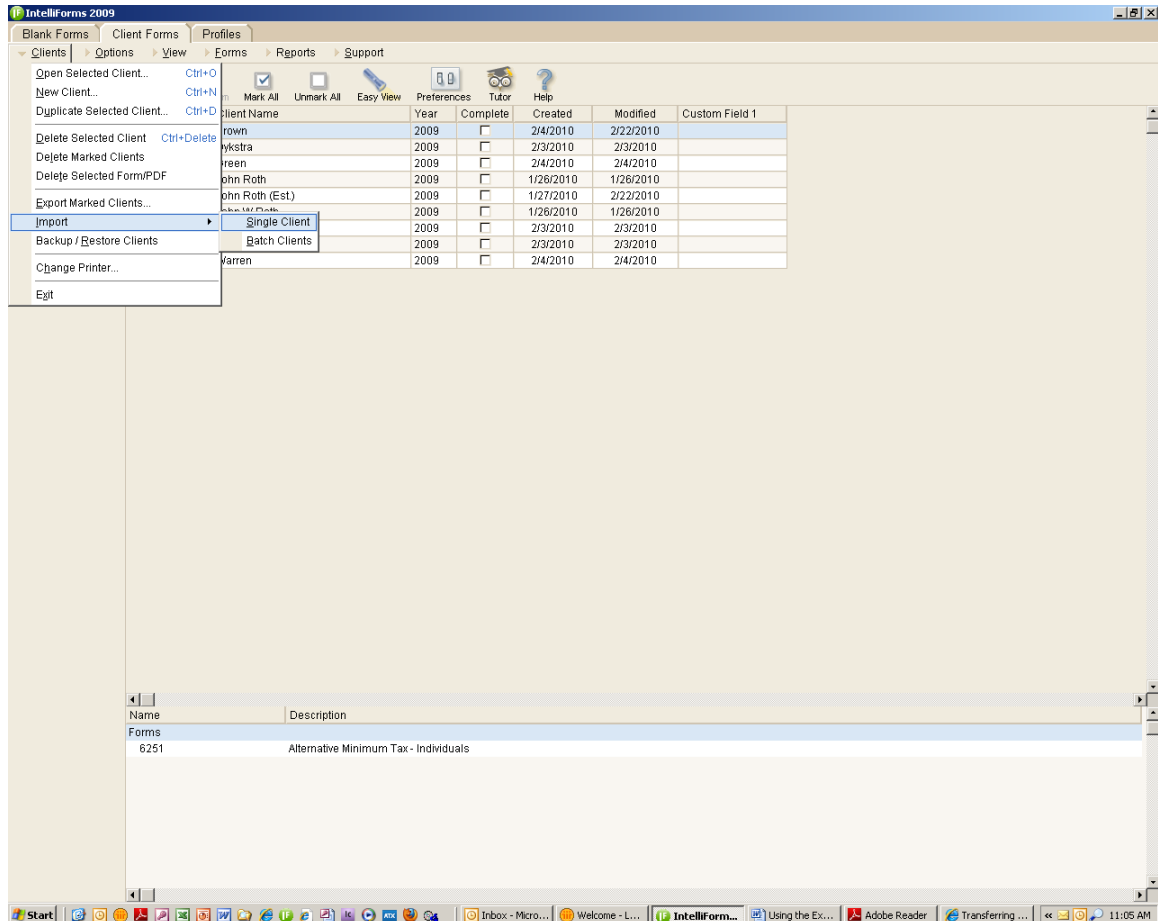 IntelliForms 2009
Blank Forms Client Forms Profiles
Clients Options View Forms Reports Support
Open Selected Client... Ctrl+O
New Client... Ctrl+N
Duplicate Selected Client... Ctrl+D
Delete Selected Client Ctrl+Delete
Delete Marked Clients
Delete Selected Form/PDF
Export Marked Clients...
Import
Single Client
Batch Clients
Backup / Restore Clients
Change Printer...
Exit
Mark All Unmark All Easy View Preferences Tutor Help
Client Name Year Complete Created Modified Custom Field 1
rown 2009 2/4/2010 2/22/2010
ykstra 2009 2/3/2010 2/3/2010
reen 2009 2/4/2010 2/4/2010
ohn Roth 2009 1/26/2010 1/26/2010
ohn Roth (Est.) 2009 1/27/2010 2/22/2010
ohn W Roth 2009 1/26/2010 1/26/2010
2009 2/3/2010 2/3/2010
2009 2/3/2010 2/3/2010
Warren 2009 2/4/2010 2/4/2010
Name Description
Forms
6251 Alternative Minimum Tax - Individuals
Start Inbox - Micro... Welcome - L... IntelliForm... Using the Ex... Adobe Reader Transferring ... « 11:05 AM